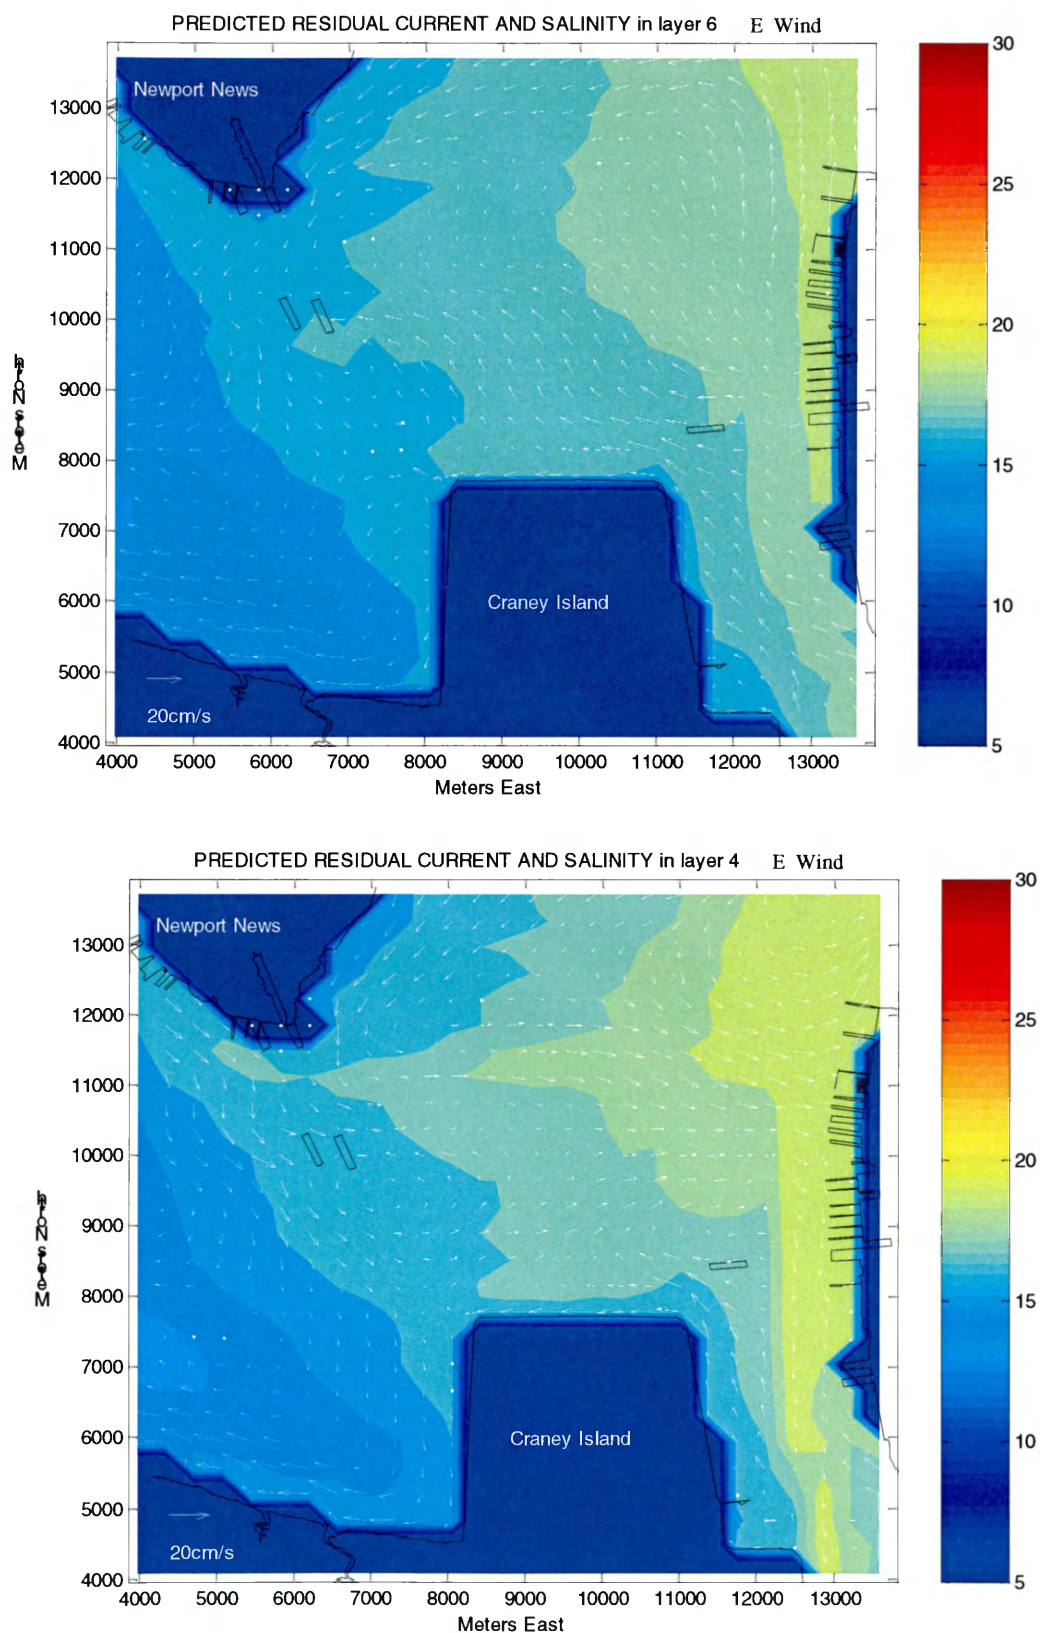 PREDICTED RESIDUAL CURRENT AND SALINITY in layer 6 E Wind
Newport News
Craney Island
20cm/s
13000
12000
11000
10000
9000
8000
7000
6000
5000
4000
Meters North
4000 5000 6000 7000 8000 9000 10000 11000 12000 13000
Meters East
30
25
20
15
10
5
PREDICTED RESIDUAL CURRENT AND SALINITY in layer 4 E Wind
Newport News
Craney Island
20cm/s
13000
12000
11000
10000
9000
8000
7000
6000
5000
4000
Meters North
4000 5000 6000 7000 8000 9000 10000 11000 12000 13000
Meters East
30
25
20
15
10
5